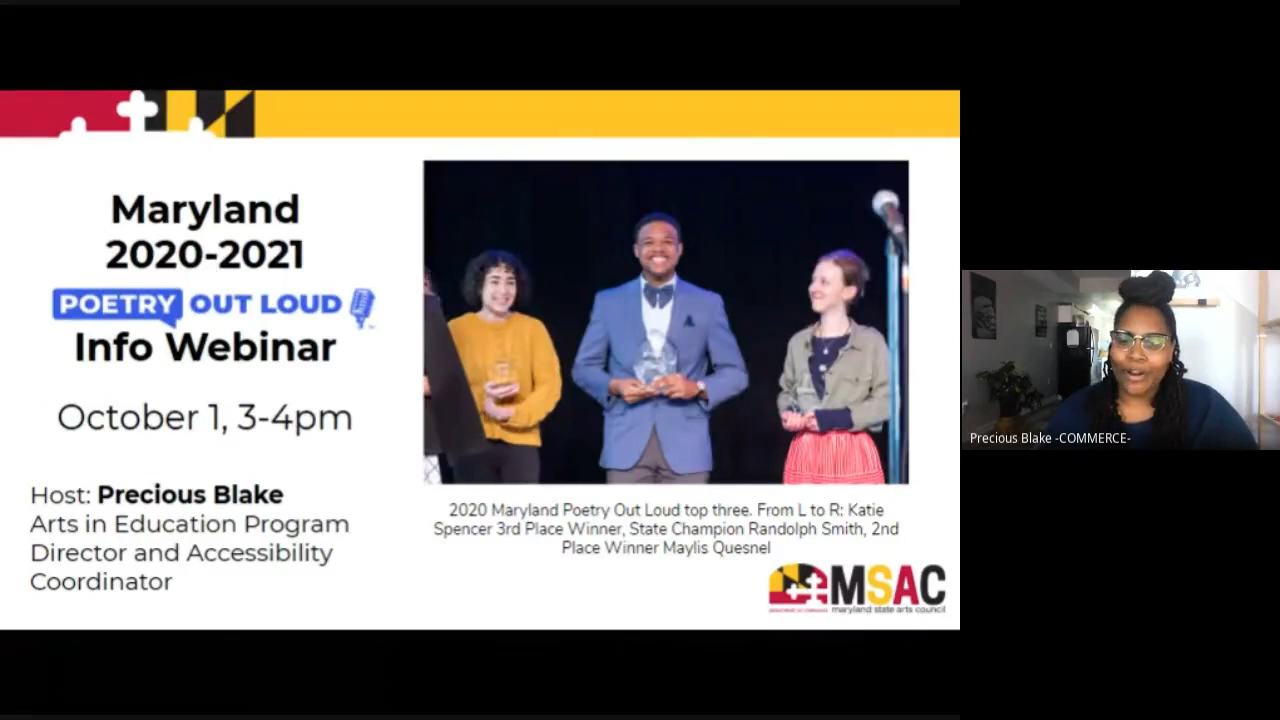 Maryland
2020-2021
POETRY OUT LOUD
Info Webinar
October 1, 3-4pm
Host: Precious Blake
Arts in Education Program
Director and Accessibility
Coordinator
2020 Maryland Poetry Out Loud top three. From L to R: Katie
Spencer 3rd Place Winner, State Champion Randolph Smith, 2nd
Place Winner Maylis Quesnel
MSAC
maryland state arts council
Precious Blake -COMMERCE-